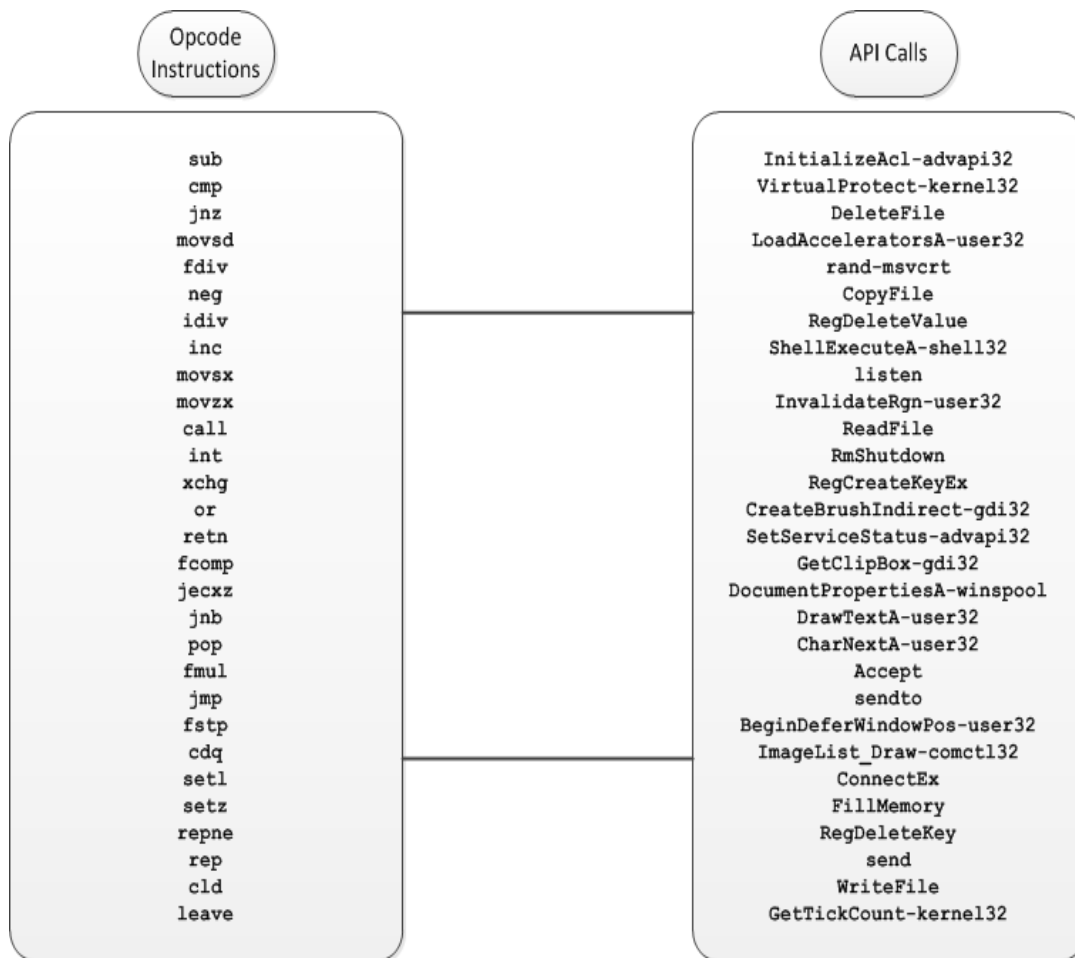 Opcode
Instructions
sub
cmp
jnz
movsd
fdiv
neg
idiv
inc
movsx
movzx
call
int
xchg
or
retn
fcomp
jecxz
jnb
pop
fmul
jmp
fstp
cdq
setl
setz
repne
rep
cld
leave
API Calls
InitializeAcl-advapi32
VirtualProtect-kernel32
DeleteFile
LoadAcceleratorsA-user32
rand-msvcrt
CopyFile
RegDeleteValue
ShellExecuteA-shell32
listen
InvalidateRgn-user32
ReadFile
RmShutdown
RegCreateKeyEx
CreateBrushIndirect-gdi32
SetServiceStatus-advapi32
GetClipBox-gdi32
DocumentPropertiesA-winspool
DrawTextA-user32
CharNextA-user32
Accept
sendto
BeginDeferWindowPos-user32
ImageList_Draw-comctl32
ConnectEx
FillMemory
RegDeleteKey
send
WriteFile
GetTickCount-kernel32